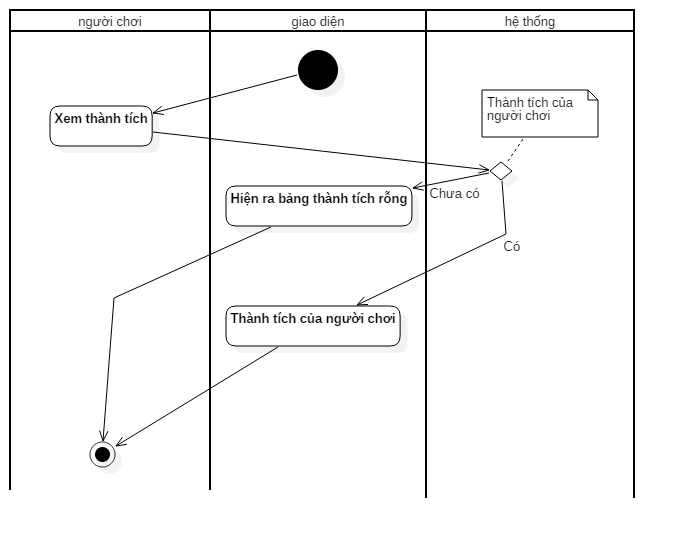 người chơi
giao diện
hệ thống
Thành tích của
người chơi
Xem thành tích
Chưa có
Hiện ra bảng thành tích rỗng
Có
Thành tích của người chơi